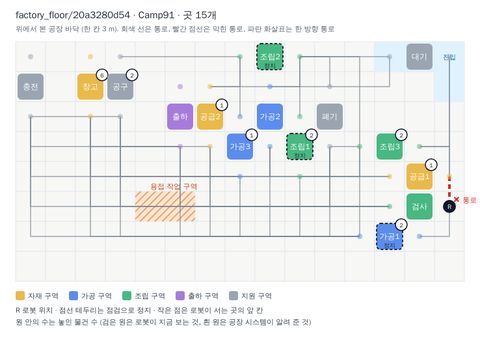 factory_floor/20a3280d54 · Camp91 · 곳 15개
위에서 본 공장 바닥 (한 칸 3 m). 회색 선은 통로, 빨간 점선은 막힌 통로, 파란 화살표는 한 방향 통로
조립2
정지
대기
진입
충전
창고
6
공구
2
출하
공급2
1
가공2
폐기
가공3
1
조립1
2
정지
조립3
2
공급1
1
용접 작업 구역
검사
R
✕ 통로
가공1
2
정지
자재 구역
가공 구역
조립 구역
출하 구역
지원 구역
R 로봇 위치 · 점선 테두리는 점검으로 정지 · 작은 점은 로봇이 서는 곳의 앞 칸
원 안의 수는 놓인 물건 수 (검은 원은 로봇이 지금 보는 것, 흰 원은 공장 시스템이 알려 준 것)